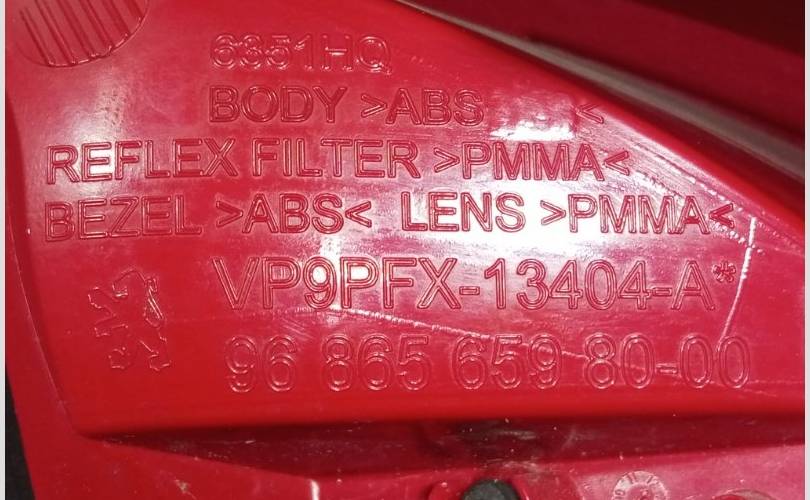 6351HQ
BODY >ABS <
REFLEX FILTER >PMMA<
BEZEL >ABS< LENS >PMMA<
VP9PFX-13404-A*
96 865 659 80-00